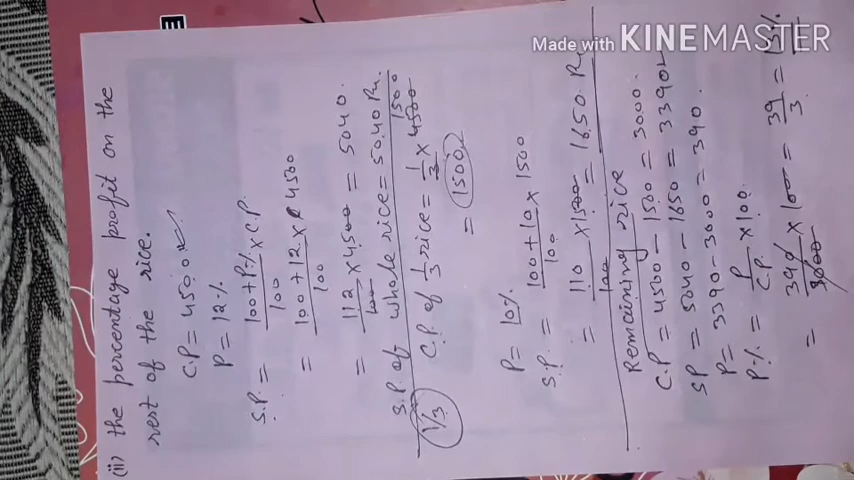 (ii) the percentage profit on the
rest of the rice.
C.P = 4500
P = 12%
S.P. = 100+P% / 100 × C.P.
= 100+12 / 100 × 4500
= 112 / 100 × 4500 = 5040.
S.P. of whole rice = 5040 Rs.
1/3 C.P. of 1/3 rice = 1/3 × 4500 1500
= 1500
P = 10%
S.P. = 100+10 / 100 × 1500
= 110 / 100 × 1500 = 1650 Rs
Remaining rice
C.P = 4500 - 1500 = 3000.
SP = 5040 - 1650 = 3390
P = 3390 - 3000 = 390.
P% = P / C.P. × 100.
= 390 / 3000 × 100 = 39 / 3 = 13%
Made with KINEMASTER
E